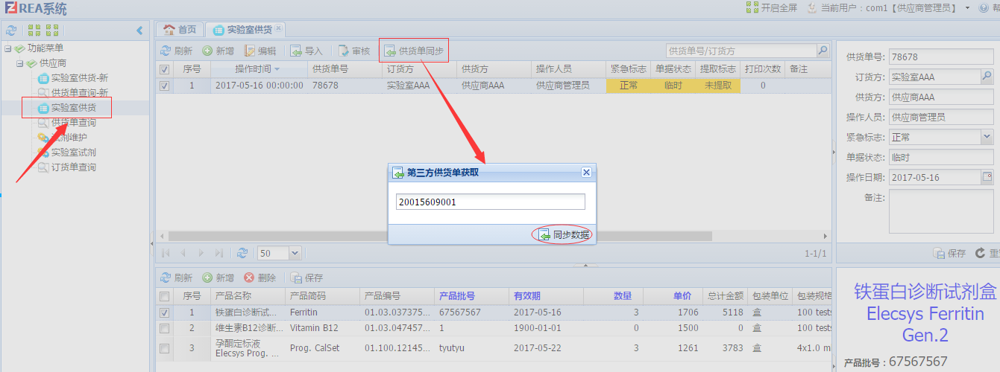 REA系统
开启全屏 当前用户：com1【供应商管理员】
首页 实验室供货
功能菜单
供应商
实验室供货-新
供货单查询-新
实验室供货
供货单查询
试剂维护
实验室试剂
订货单查询
刷新 新增 编辑 导入 审核 供货单同步 供货单号/订货方
序号 操作时间 供货单号 订货方 供货方 操作人员 紧急标志 单据状态 提取标志 打印次数 备注
1 2017-05-16 00:00:00 78678 实验室AAA 供应商AAA 供应商管理员 正常 临时 未提取 0
第三方供货单获取
20015609001
同步数据
50 1-1/1
刷新 新增 删除 保存
序号 产品名称 产品简码 产品编号 产品批号 有效期 数量 单价 总计金额 包装单位 包装规格
1 铁蛋白诊断试... Ferritin 01.03.037375... 67567567 2017-05-16 3 1706 5118 盒 100 tests
2 维生素B12诊断... Vitamin B12 01.03.047457... 1 1900-01-01 0 1500 0 盒 100 tests
3 孕酮定标液 Elecsys Prog. ... Prog. CalSet 01.100.12145... tyutyu 2017-05-22 3 1261 3783 盒 4x1.0 m
供货单号: 78678
订货方: 实验室AAA
供货方: 供应商AAA
操作人员: 供应商管理员
紧急标志: 正常
单据状态: 临时
操作日期: 2017-05-16
备注:
保存
铁蛋白诊断试剂盒
Elecsys Ferritin
Gen.2
产品批号：67567567